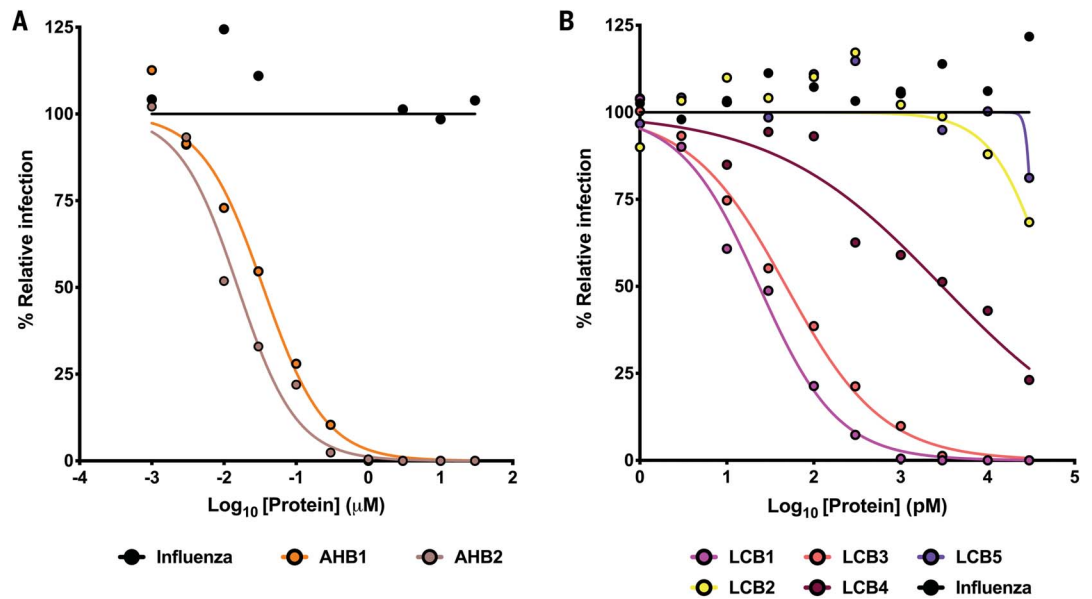 A
125
100
75
50
25
0
% Relative infection
-4 -3 -2 -1 0 1 2
Log10 [Protein] (μM)
Influenza AHB1 AHB2
B
125
100
75
50
25
0
% Relative infection
0 1 2 3 4 5
Log10 [Protein] (pM)
LCB1 LCB3 LCB5
LCB2 LCB4 Influenza